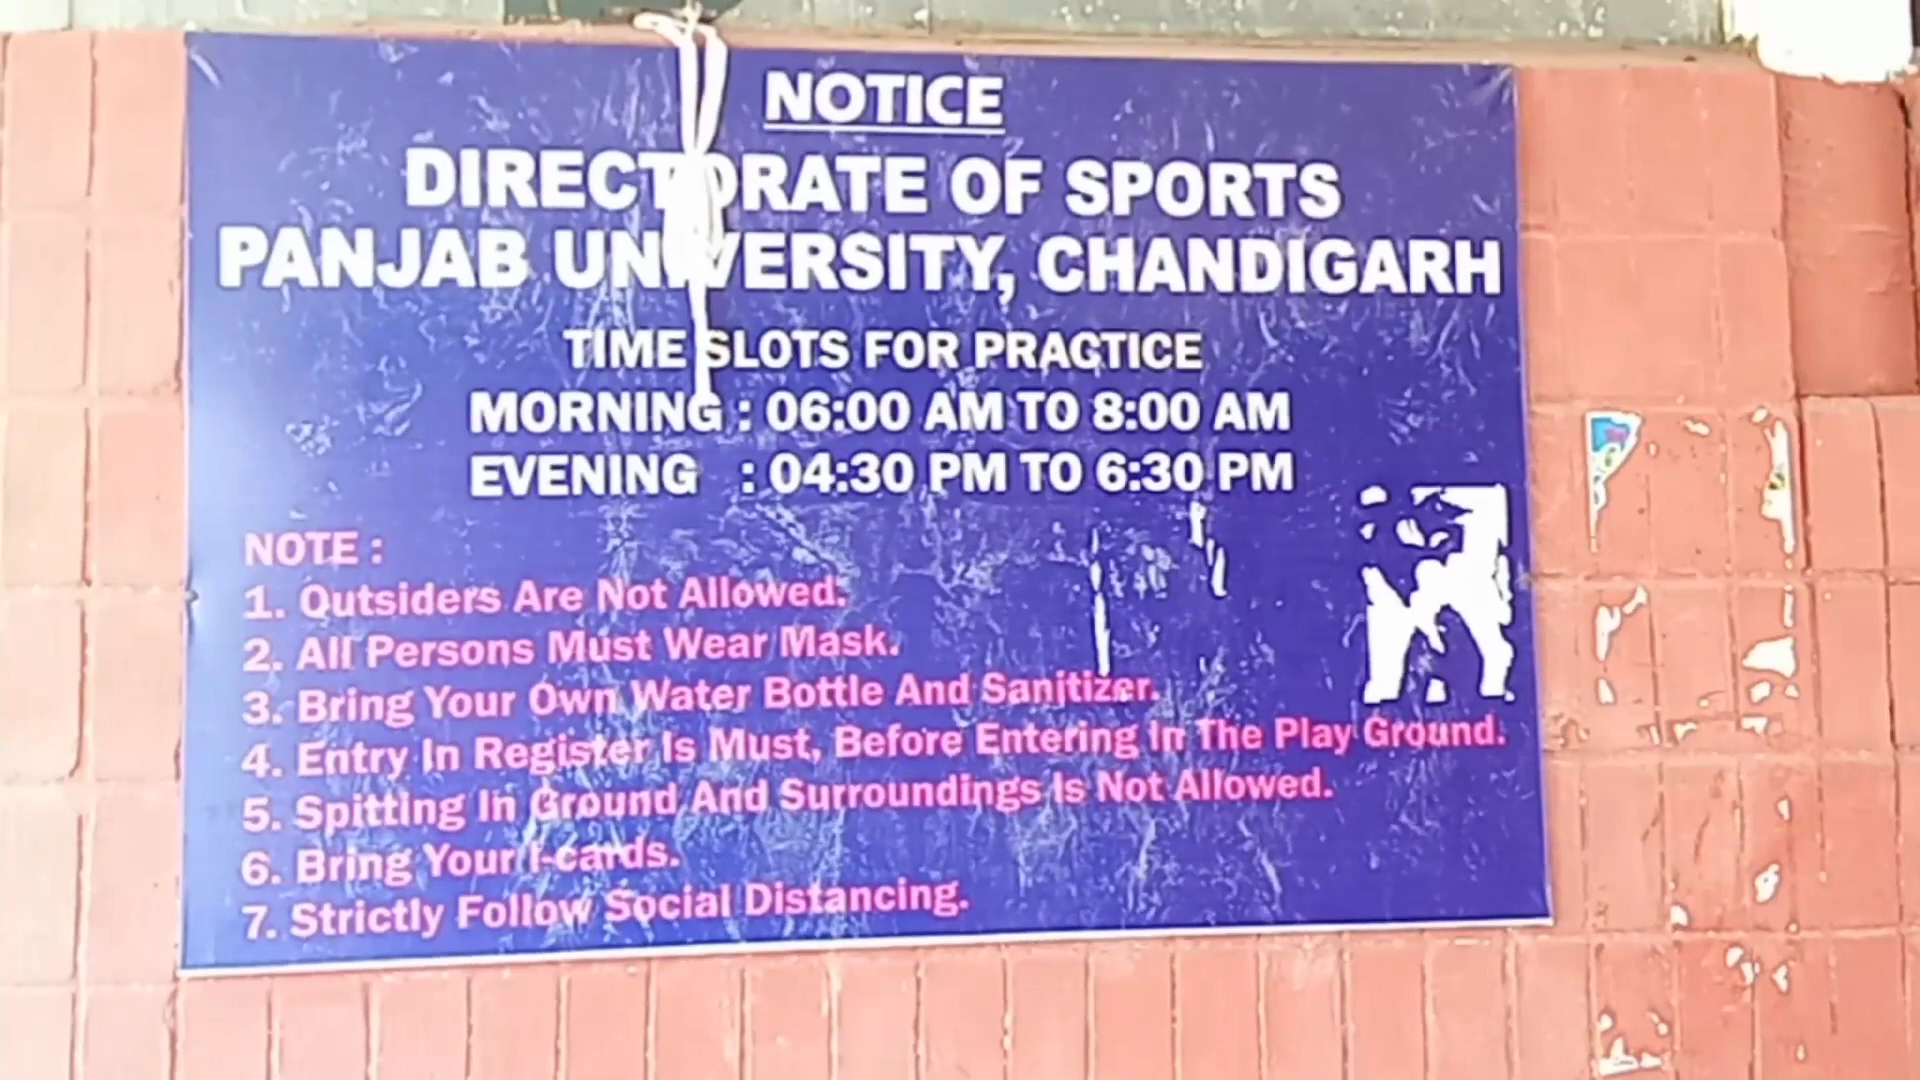 NOTICE
DIRECTORATE OF SPORTS
PANJAB UNIVERSITY, CHANDIGARH
TIME SLOTS FOR PRACTICE
MORNING : 06:00 AM TO 8:00 AM
EVENING : 04:30 PM TO 6:30 PM
NOTE :
1. Outsiders Are Not Allowed.
2. All Persons Must Wear Mask.
3. Bring Your Own Water Bottle And Sanitizer.
4. Entry In Register Is Must, Before Entering In The Play Ground.
5. Spitting In Ground And Surroundings Is Not Allowed.
6. Bring Your I-cards.
7. Strictly Follow Social Distancing.